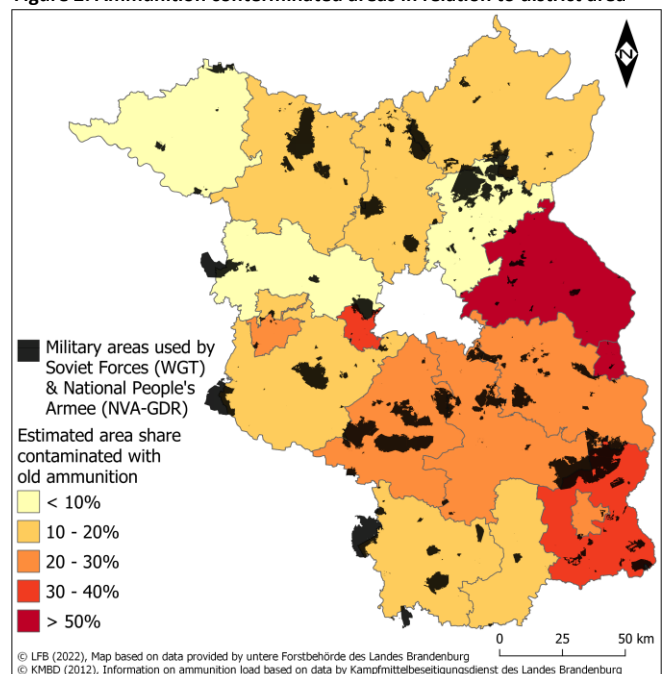 Figure 2: Ammunition conterminated areas in relation to district area
N
Military areas used by
Soviet Forces (WGT)
& National People's
Armee (NVA-GDR)
Estimated area share
contaminated with
old ammunition
< 10%
10 - 20%
20 - 30%
30 - 40%
> 50%
0 25 50 km
© LFB (2022), Map based on data provided by untere Forstbehörde des Landes Brandenburg
© KMBD (2012), Information on ammunition load based on data by Kampfmittelbeseitigungsdienst des Landes Brandenburg